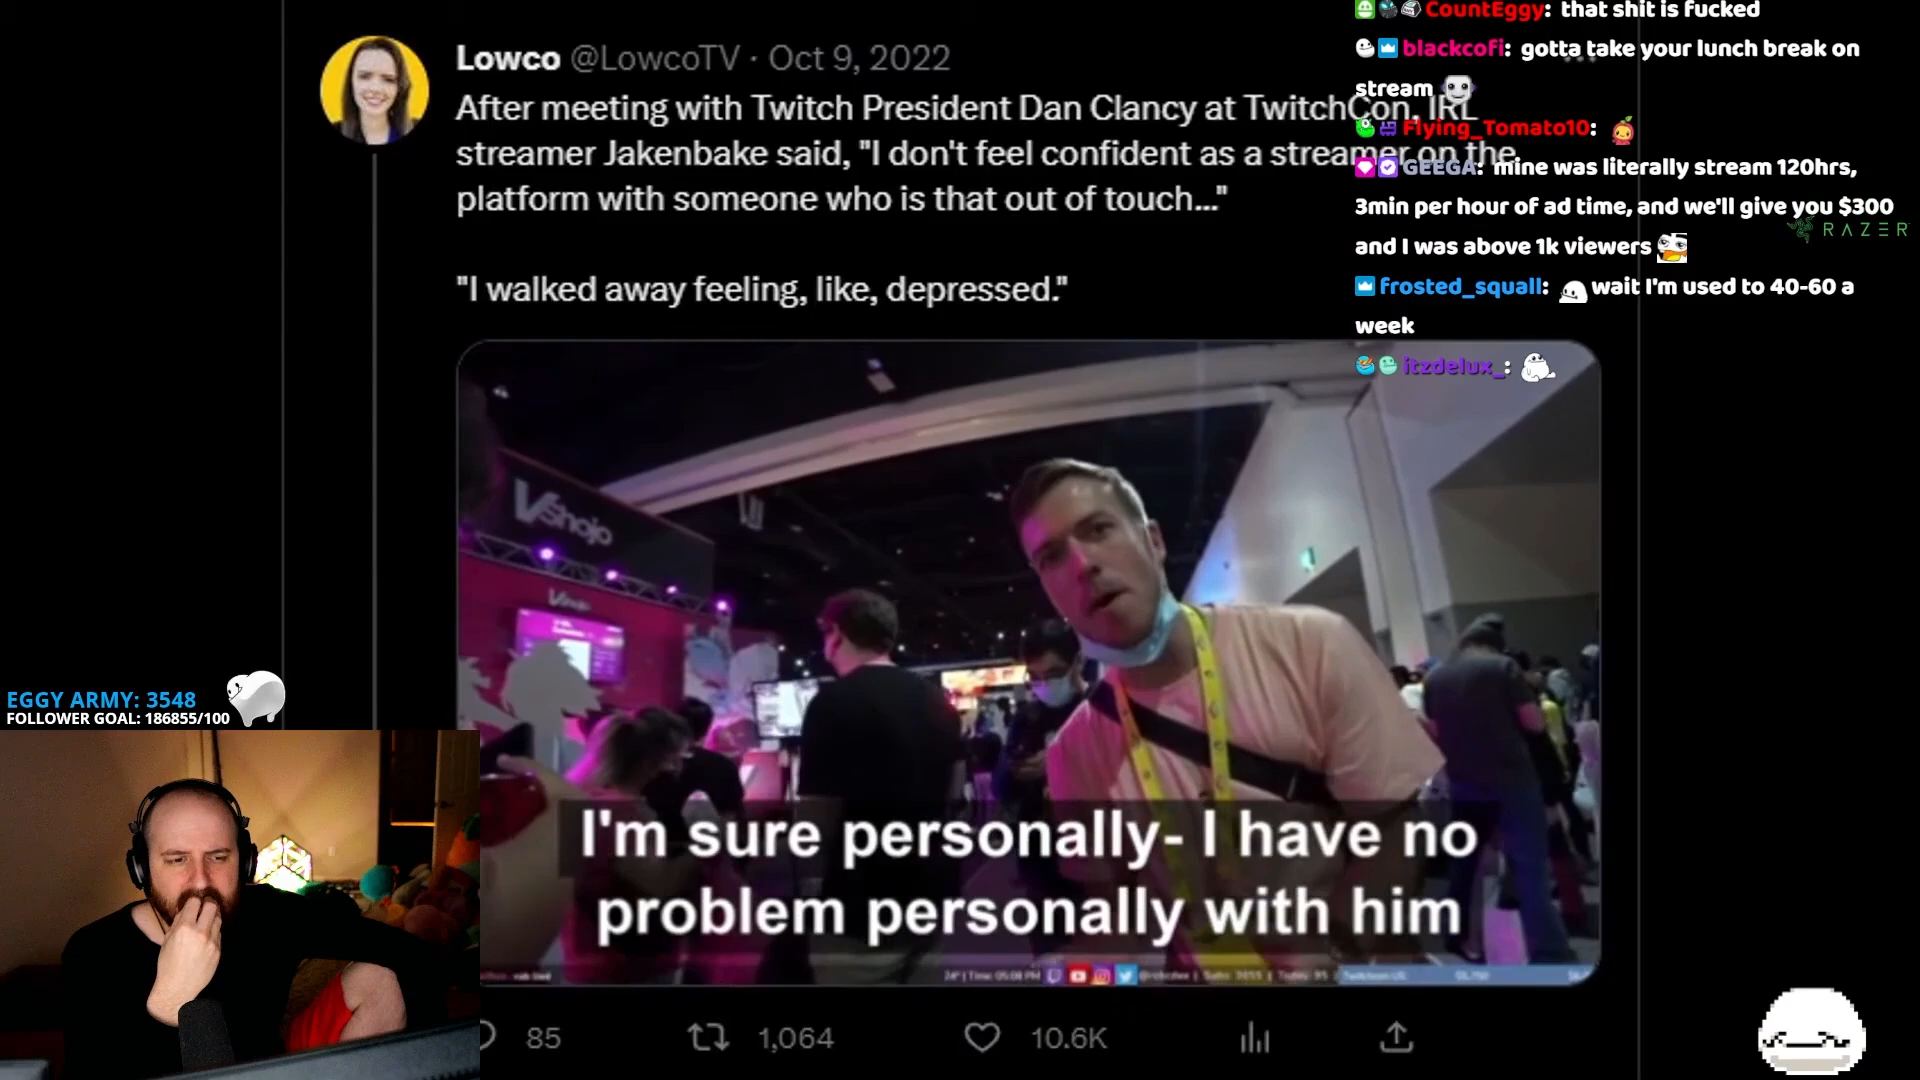 Lowco @LowcoTV · Oct 9, 2022
After meeting with Twitch President Dan Clancy at TwitchCon, IRL
streamer Jakenbake said, "I don't feel confident as a streamer on the
platform with someone who is that out of touch..."
"I walked away feeling, like, depressed."
CountEggy: that shit is fucked
blackcofi: gotta take your lunch break on
stream
Flying_Tomato10:
GEEGA: mine was literally stream 120hrs,
3min per hour of ad time, and we'll give you $300
and I was above 1k viewers
RAZER
frosted_squall: wait I'm used to 40-60 a
week
itzdelux_:
VShojo
EGGY ARMY: 3548
FOLLOWER GOAL: 186855/100
I'm sure personally- I have no
problem personally with him
85 1,064 10.6K